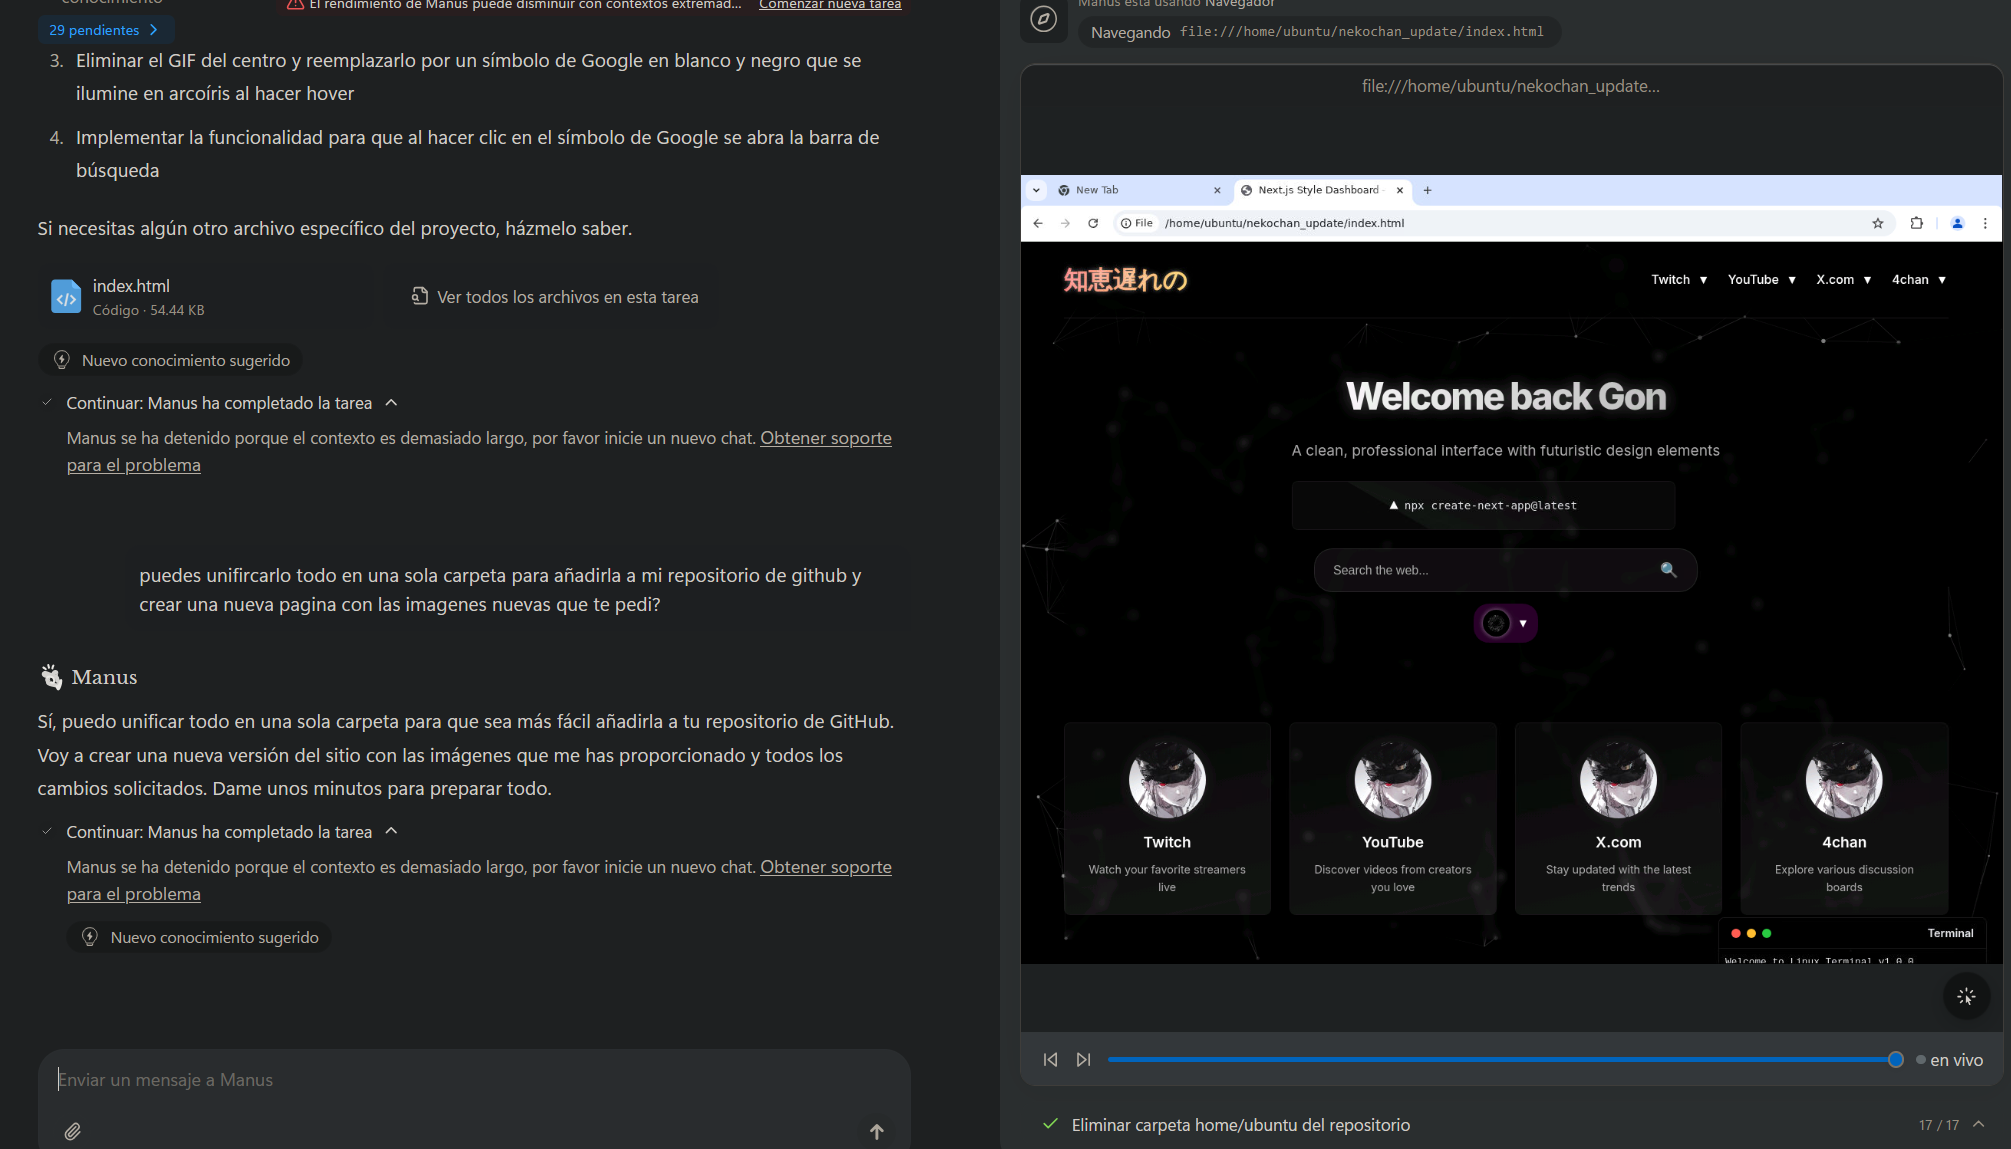 conocimiento
El rendimiento de Manus puede disminuir con contextos extremad... Comenzar nueva tarea
29 pendientes
3. Eliminar el GIF del centro y reemplazarlo por un símbolo de Google en blanco y negro que se
ilumine en arcoíris al hacer hover
4. Implementar la funcionalidad para que al hacer clic en el símbolo de Google se abra la barra de
búsqueda
Si necesitas algún otro archivo específico del proyecto, házmelo saber.
index.html
Código · 54.44 KB
Ver todos los archivos en esta tarea
Nuevo conocimiento sugerido
Continuar: Manus ha completado la tarea
Manus se ha detenido porque el contexto es demasiado largo, por favor inicie un nuevo chat. Obtener soporte
para el problema
puedes unifircarlo todo en una sola carpeta para añadirla a mi repositorio de github y
crear una nueva pagina con las imagenes nuevas que te pedi?
Manus
Sí, puedo unificar todo en una sola carpeta para que sea más fácil añadirla a tu repositorio de GitHub.
Voy a crear una nueva versión del sitio con las imágenes que me has proporcionado y todos los
cambios solicitados. Dame unos minutos para preparar todo.
Continuar: Manus ha completado la tarea
Manus se ha detenido porque el contexto es demasiado largo, por favor inicie un nuevo chat. Obtener soporte
para el problema
Nuevo conocimiento sugerido
Enviar un mensaje a Manus
Manus está usando Navegador
Navegando file:///home/ubuntu/nekochan_update/index.html
file:///home/ubuntu/nekochan_update...
New Tab
Next.js Style Dashboard
File /home/ubuntu/nekochan_update/index.html
知恵遅れの
Twitch ▼ YouTube ▼ X.com ▼ 4chan ▼
Welcome back Gon
A clean, professional interface with futuristic design elements
▲ npx create-next-app@latest
Search the web...
▼
Twitch
Watch your favorite streamers
live
YouTube
Discover videos from creators
you love
X.com
Stay updated with the latest
trends
4chan
Explore various discussion
boards
Terminal
Welcome to Linux Terminal v1.0.0
en vivo
Eliminar carpeta home/ubuntu del repositorio
17 / 17